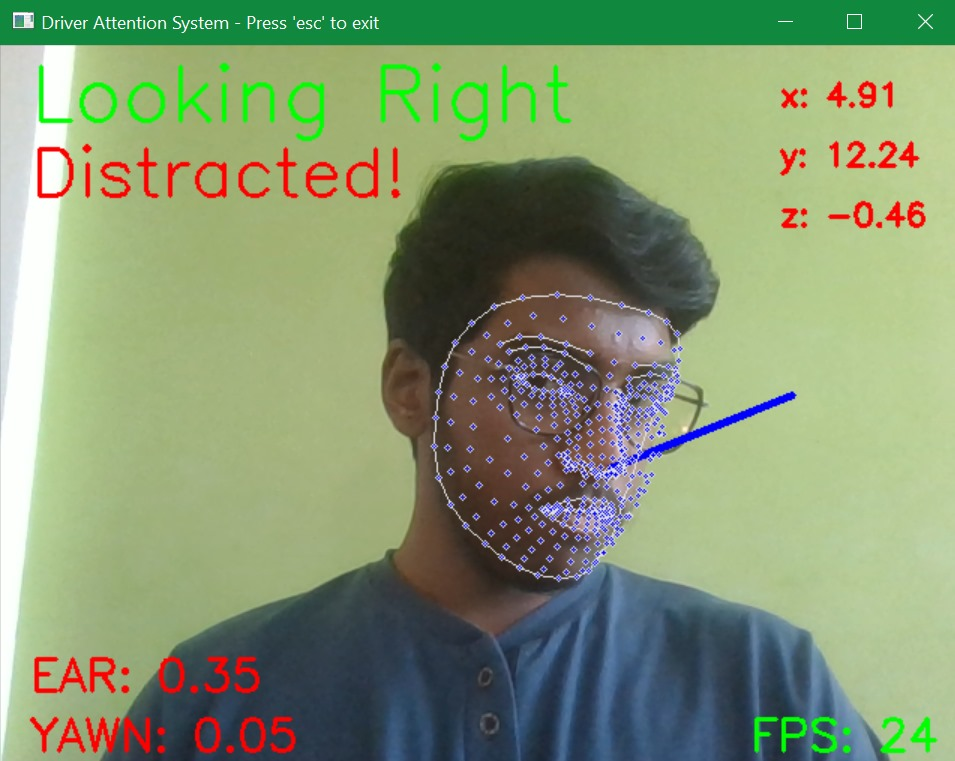 Driver Attention System - Press 'esc' to exit
Looking Right
Distracted!
x: 4.91
y: 12.24
z: -0.46
EAR: 0.35
YAWN: 0.05
FPS: 24